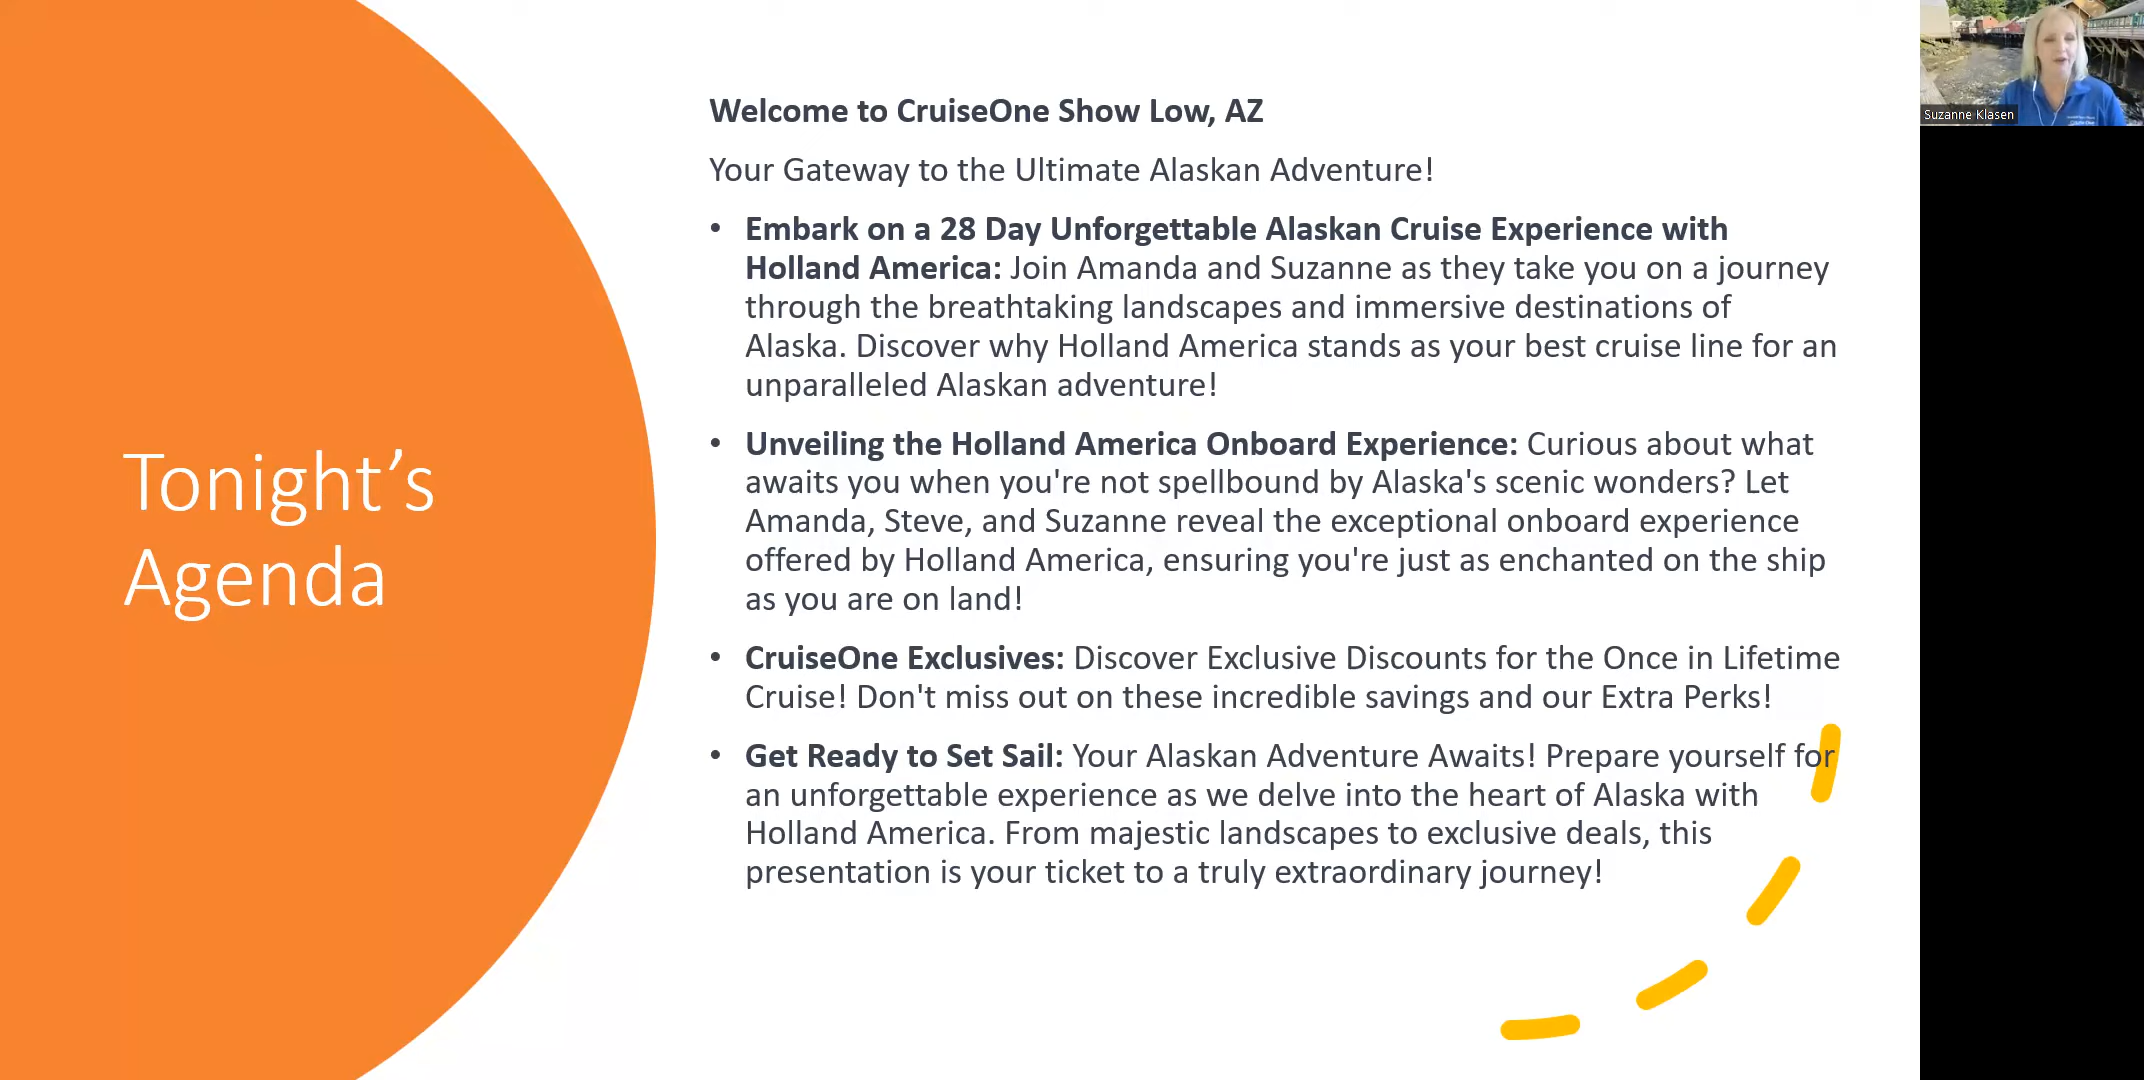 Tonight’s
Agenda
Welcome to CruiseOne Show Low, AZ
Your Gateway to the Ultimate Alaskan Adventure!
• Embark on a 28 Day Unforgettable Alaskan Cruise Experience with
Holland America: Join Amanda and Suzanne as they take you on a journey
through the breathtaking landscapes and immersive destinations of
Alaska. Discover why Holland America stands as your best cruise line for an
unparalleled Alaskan adventure!
• Unveiling the Holland America Onboard Experience: Curious about what
awaits you when you're not spellbound by Alaska's scenic wonders? Let
Amanda, Steve, and Suzanne reveal the exceptional onboard experience
offered by Holland America, ensuring you're just as enchanted on the ship
as you are on land!
• CruiseOne Exclusives: Discover Exclusive Discounts for the Once in Lifetime
Cruise! Don't miss out on these incredible savings and our Extra Perks!
• Get Ready to Set Sail: Your Alaskan Adventure Awaits! Prepare yourself for
an unforgettable experience as we delve into the heart of Alaska with
Holland America. From majestic landscapes to exclusive deals, this
presentation is your ticket to a truly extraordinary journey!
Suzanne Klasen